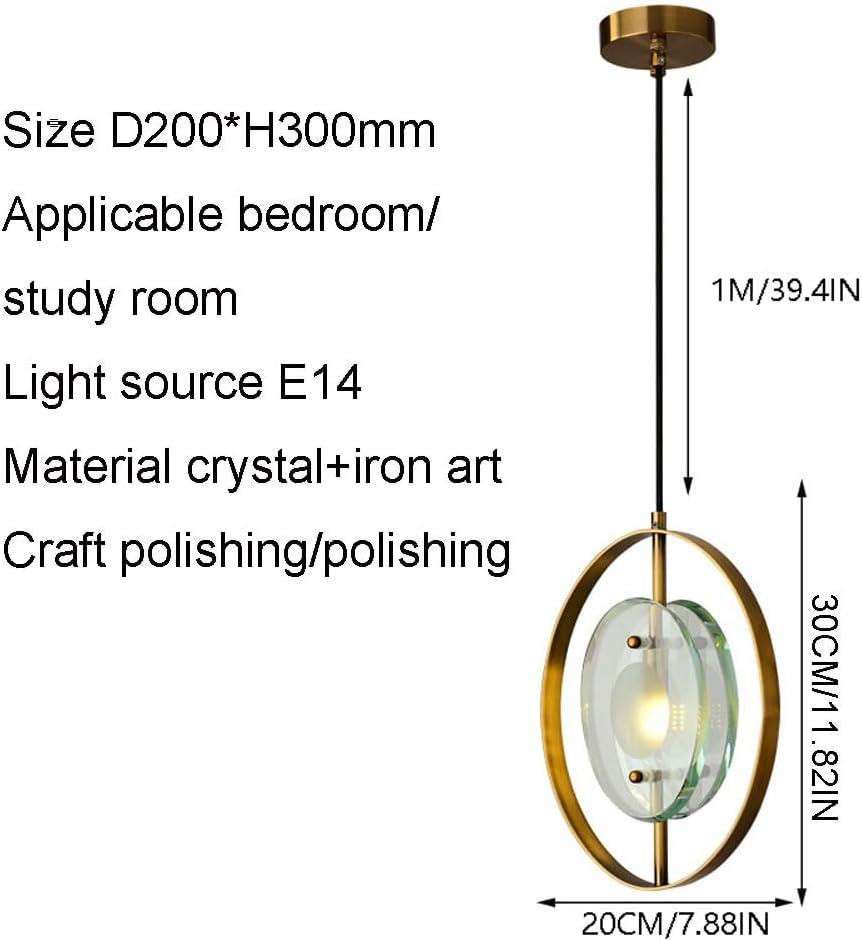 Size D200*H300mm
Applicable bedroom/
study room
Light source E14
Material crystal+iron art
Craft polishing/polishing
1M/39.4IN
30CM/11.82IN
20CM/7.88IN